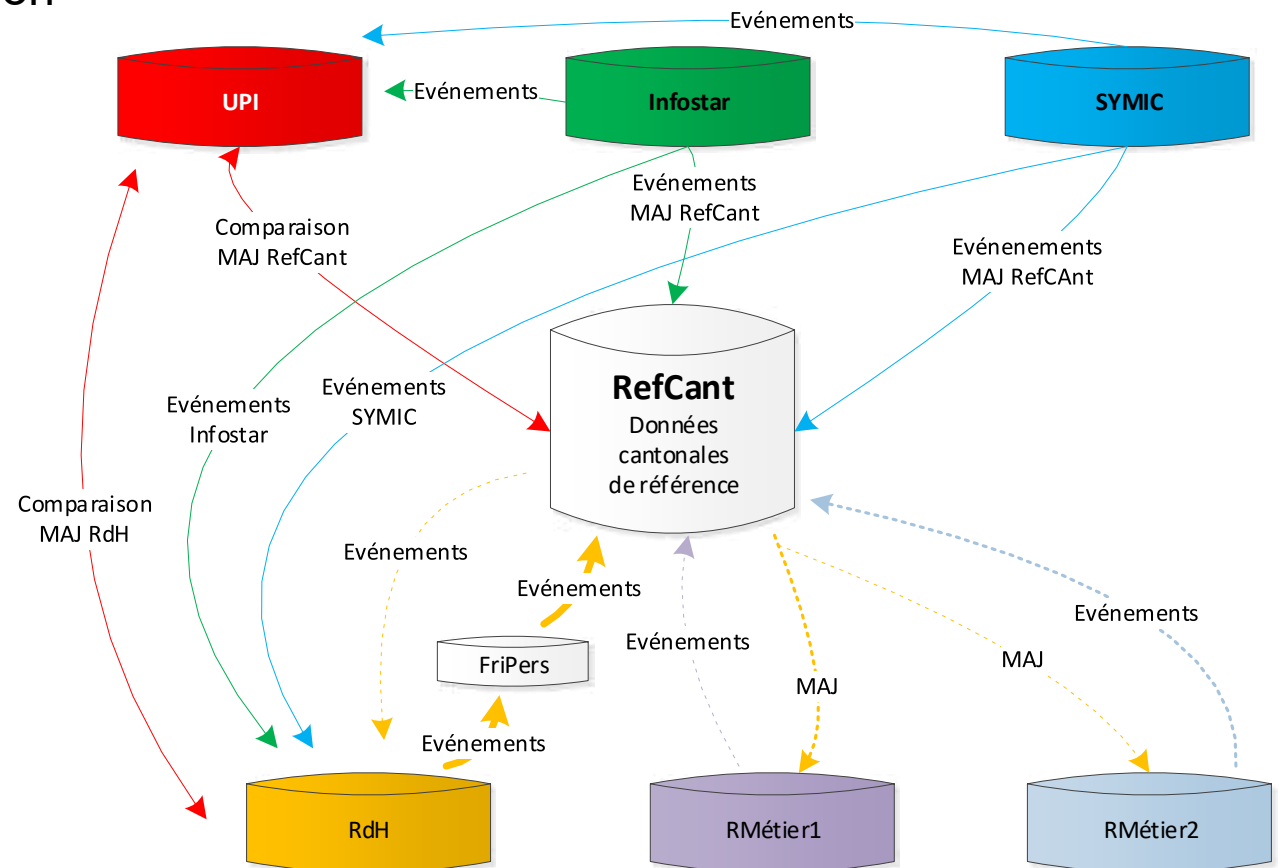 Evénements
UPI
Infostar
SYMIC
Evénements
Evénements
MAJ RefCant
Comparaison
MAJ RefCant
Evénenements
MAJ RefCAnt
RefCant
Données
cantonales
de référence
Evénements
SYMIC
Evénements
Infostar
Comparaison
MAJ RdH
Evénements
Evénements
Evénements
Evénements
FriPers
MAJ
MAJ
Evénements
RdH
RMétier1
RMétier2